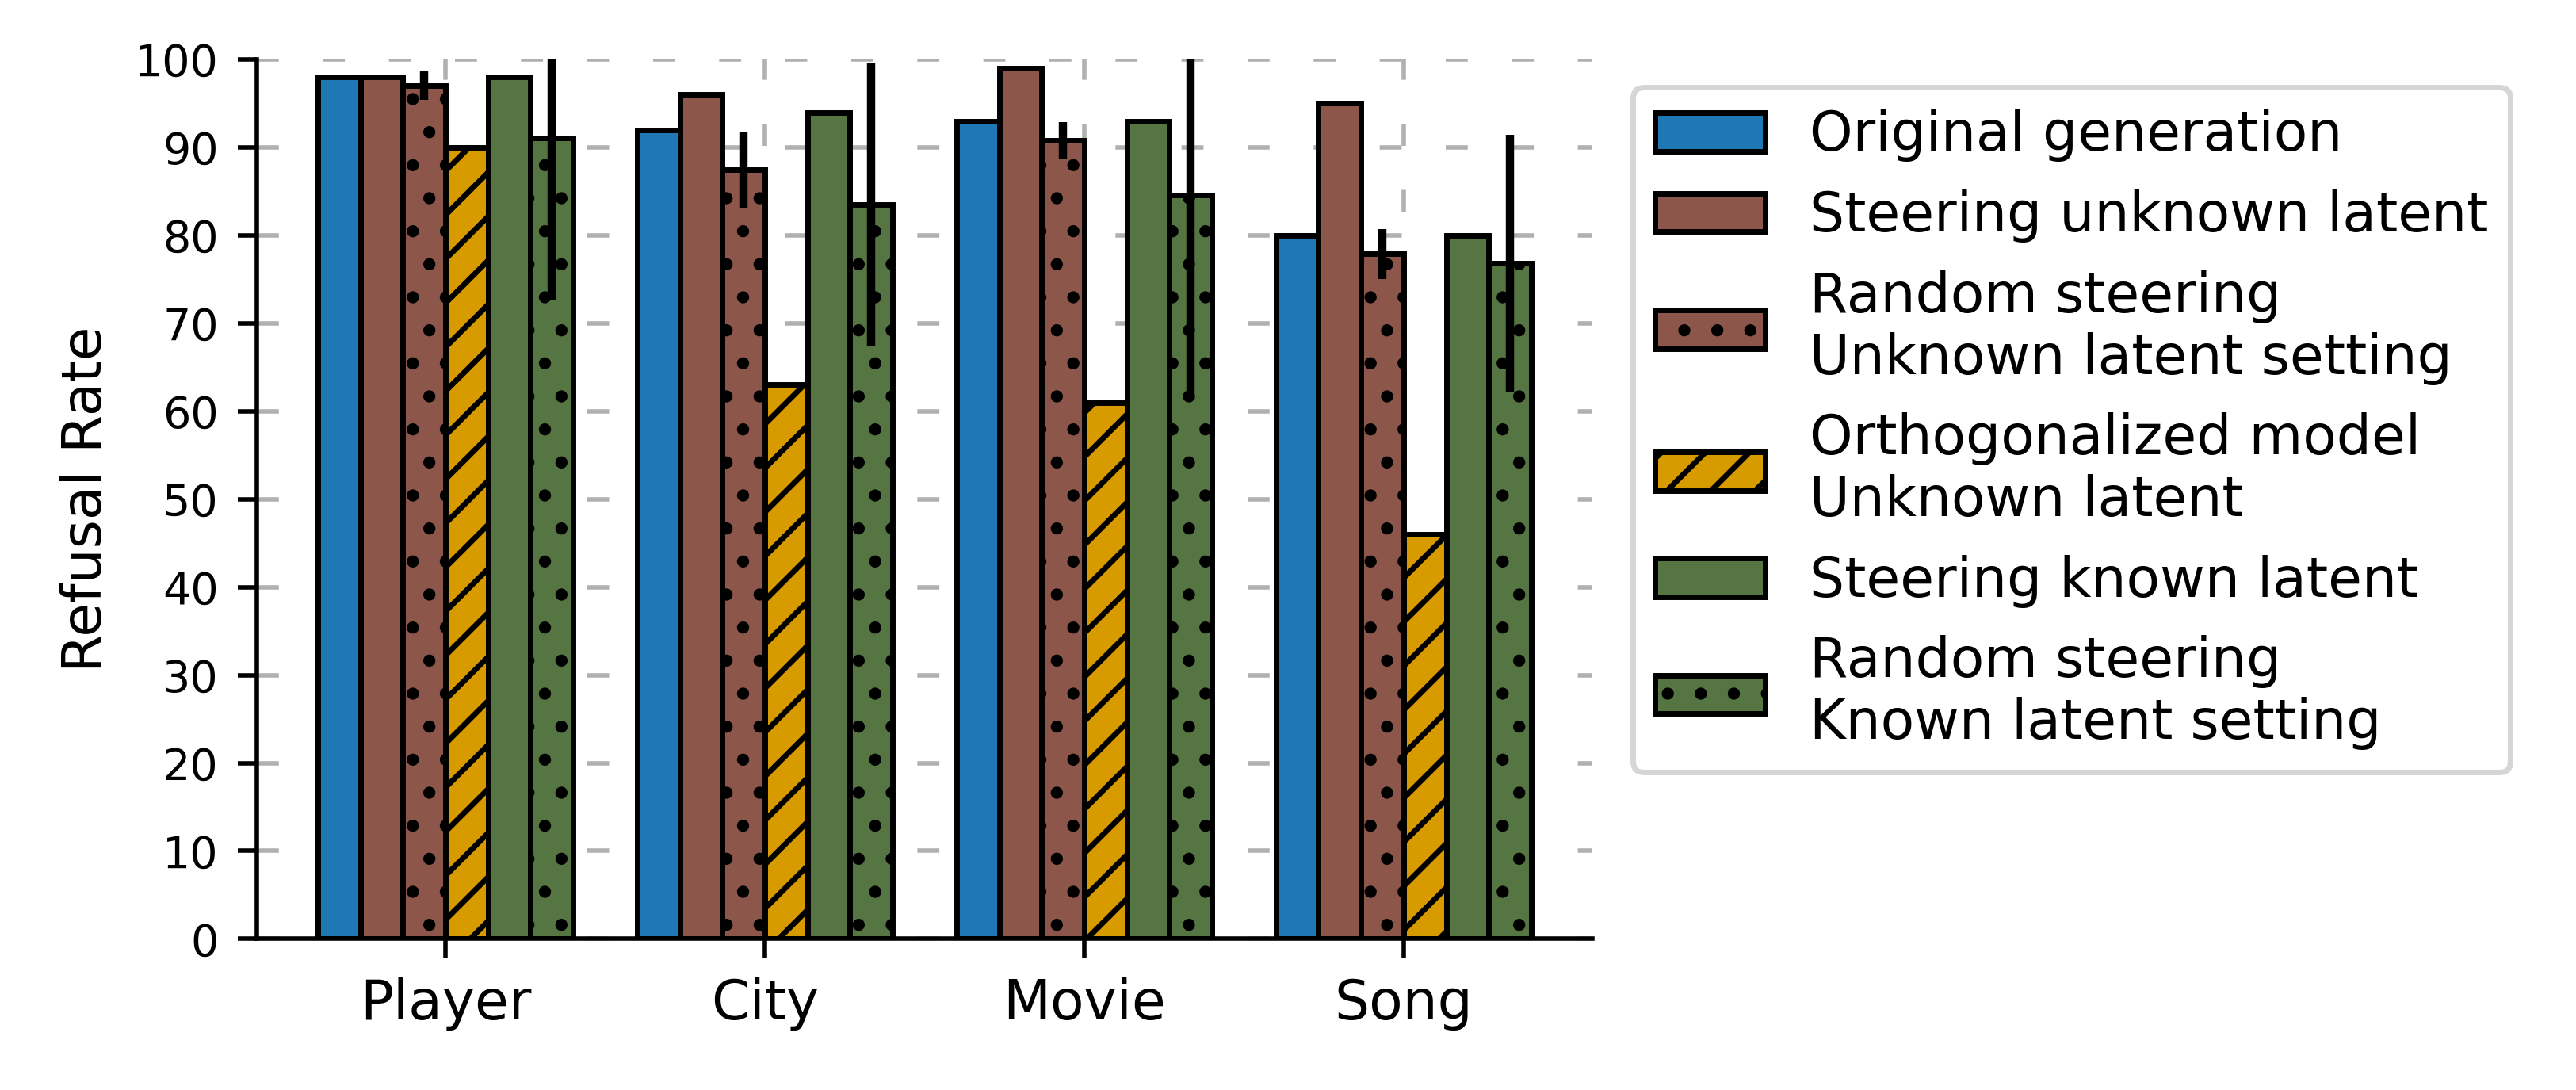 100
90
80
70
60
50
40
30
20
10
0
Refusal Rate
Player
City
Movie
Song
Original generation
Steering unknown latent
Random steering
Unknown latent setting
Orthogonalized model
Unknown latent
Steering known latent
Random steering
Known latent setting